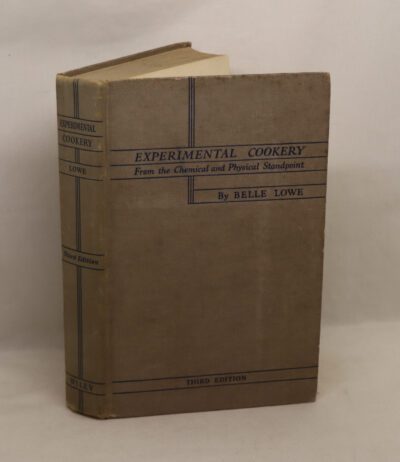 EXPERIMENTAL
COOKERY
LOWE
Third Edition
WILEY
EXPERIMENTAL COOKERY
From the Chemical and Physical Standpoint
By BELLE LOWE
THIRD EDITION